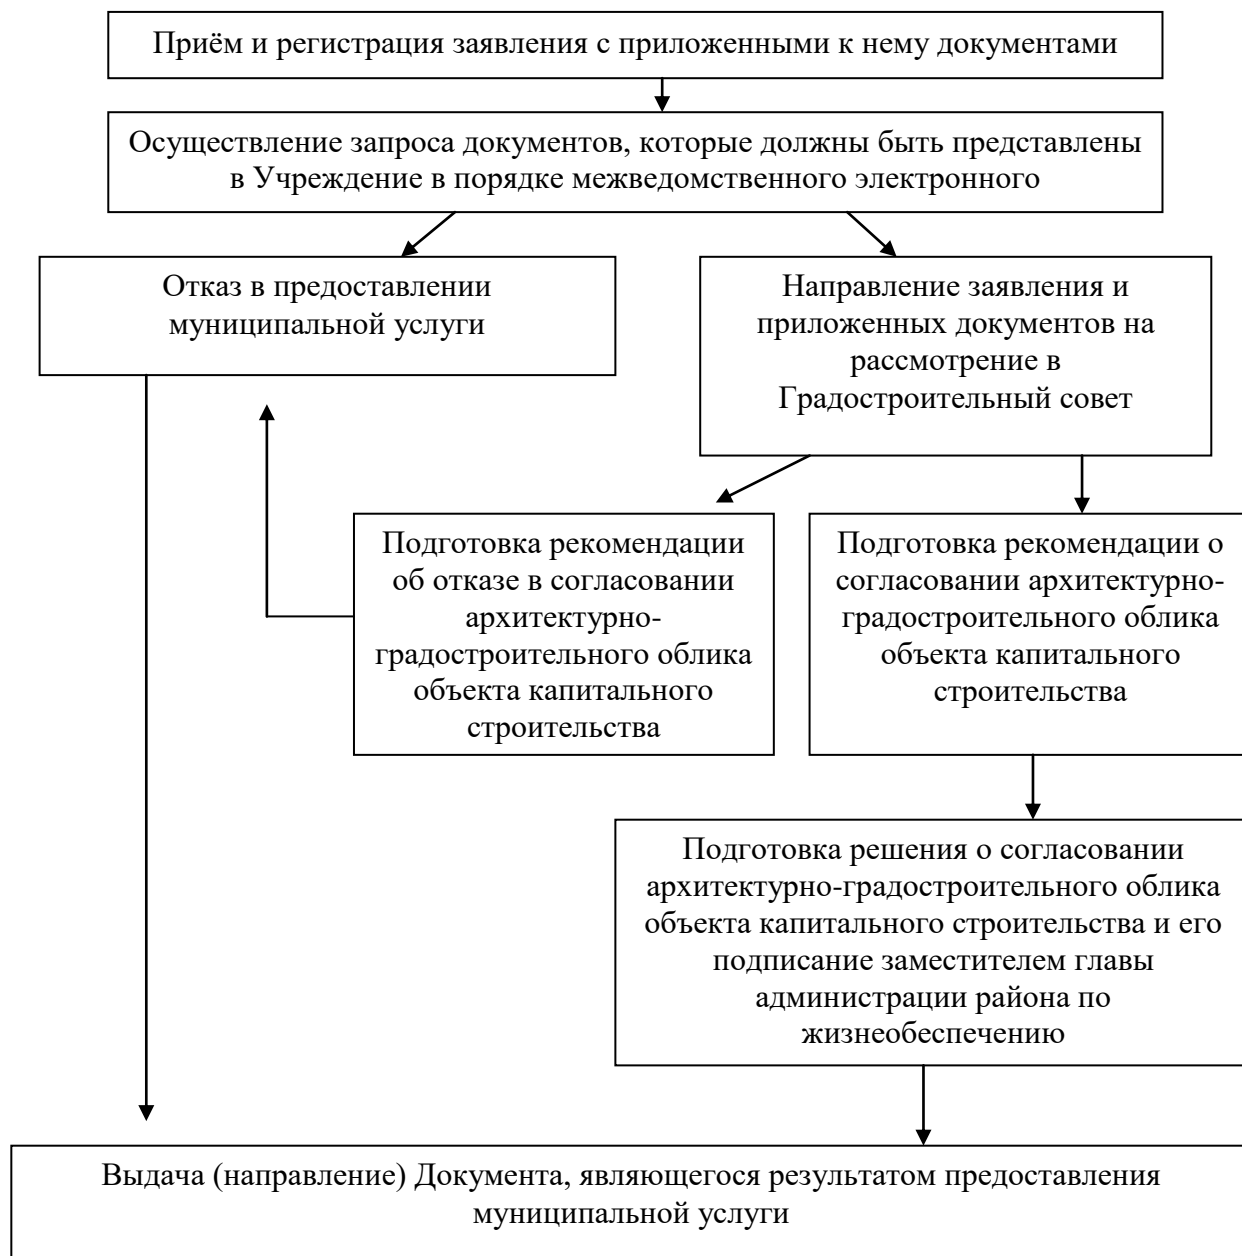 Приём и регистрация заявления с приложенными к нему документами
Осуществление запроса документов, которые должны быть представлены
в Учреждение в порядке межведомственного электронного
Отказ в предоставлении
муниципальной услуги
Направление заявления и
приложенных документов на
рассмотрение в
Градостроительный совет
Подготовка рекомендации
об отказе в согласовании
архитектурно-
градостроительного облика
объекта капитального
строительства
Подготовка рекомендации о
согласовании архитектурно-
градостроительного облика
объекта капитального
строительства
Подготовка решения о согласовании
архитектурно-градостроительного облика
объекта капитального строительства и его
подписание заместителем главы
администрации района по
жизнеобеспечению
Выдача (направление) Документа, являющегося результатом предоставления
муниципальной услуги